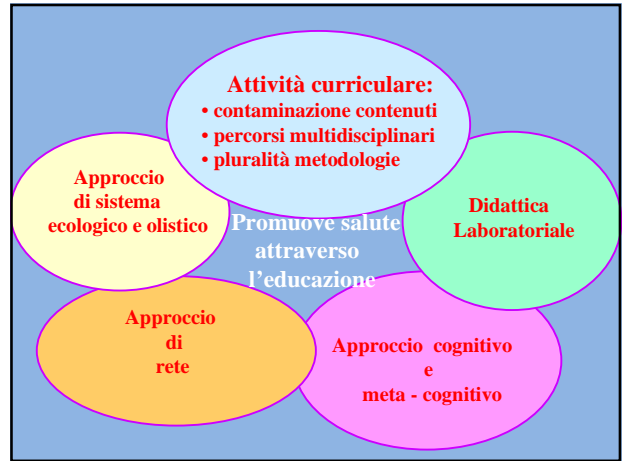 Attività curriculare:
• contaminazione contenuti
• percorsi multidisciplinari
• pluralità metodologie
Approccio
di sistema
ecologico e olistico
Promuove salute
attraverso
l’educazione
Didattica
Laboratoriale
Approccio
di
rete
Approccio cognitivo
e
meta - cognitivo